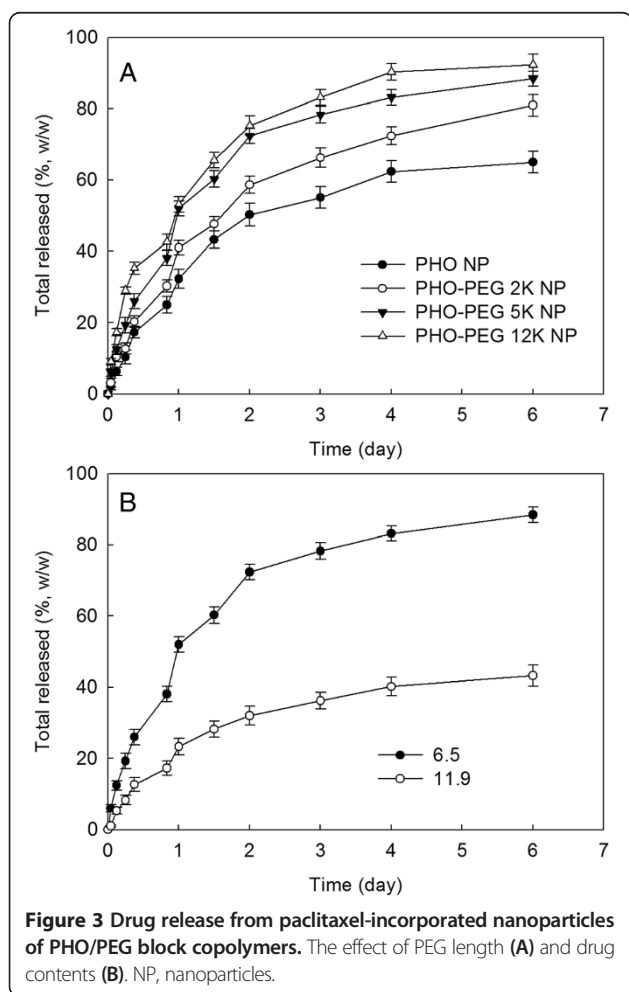 A
100
80
60
40
20
0
Total released (%, w/w)
PHO NP
PHO-PEG 2K NP
PHO-PEG 5K NP
PHO-PEG 12K NP
0 1 2 3 4 5 6 7
Time (day)
B
100
80
60
40
20
0
Total released (%, w/w)
6.5
11.9
0 1 2 3 4 5 6 7
Time (day)
Figure 3 Drug release from paclitaxel-incorporated nanoparticles
of PHO/PEG block copolymers. The effect of PEG length (A) and drug
contents (B). NP, nanoparticles.